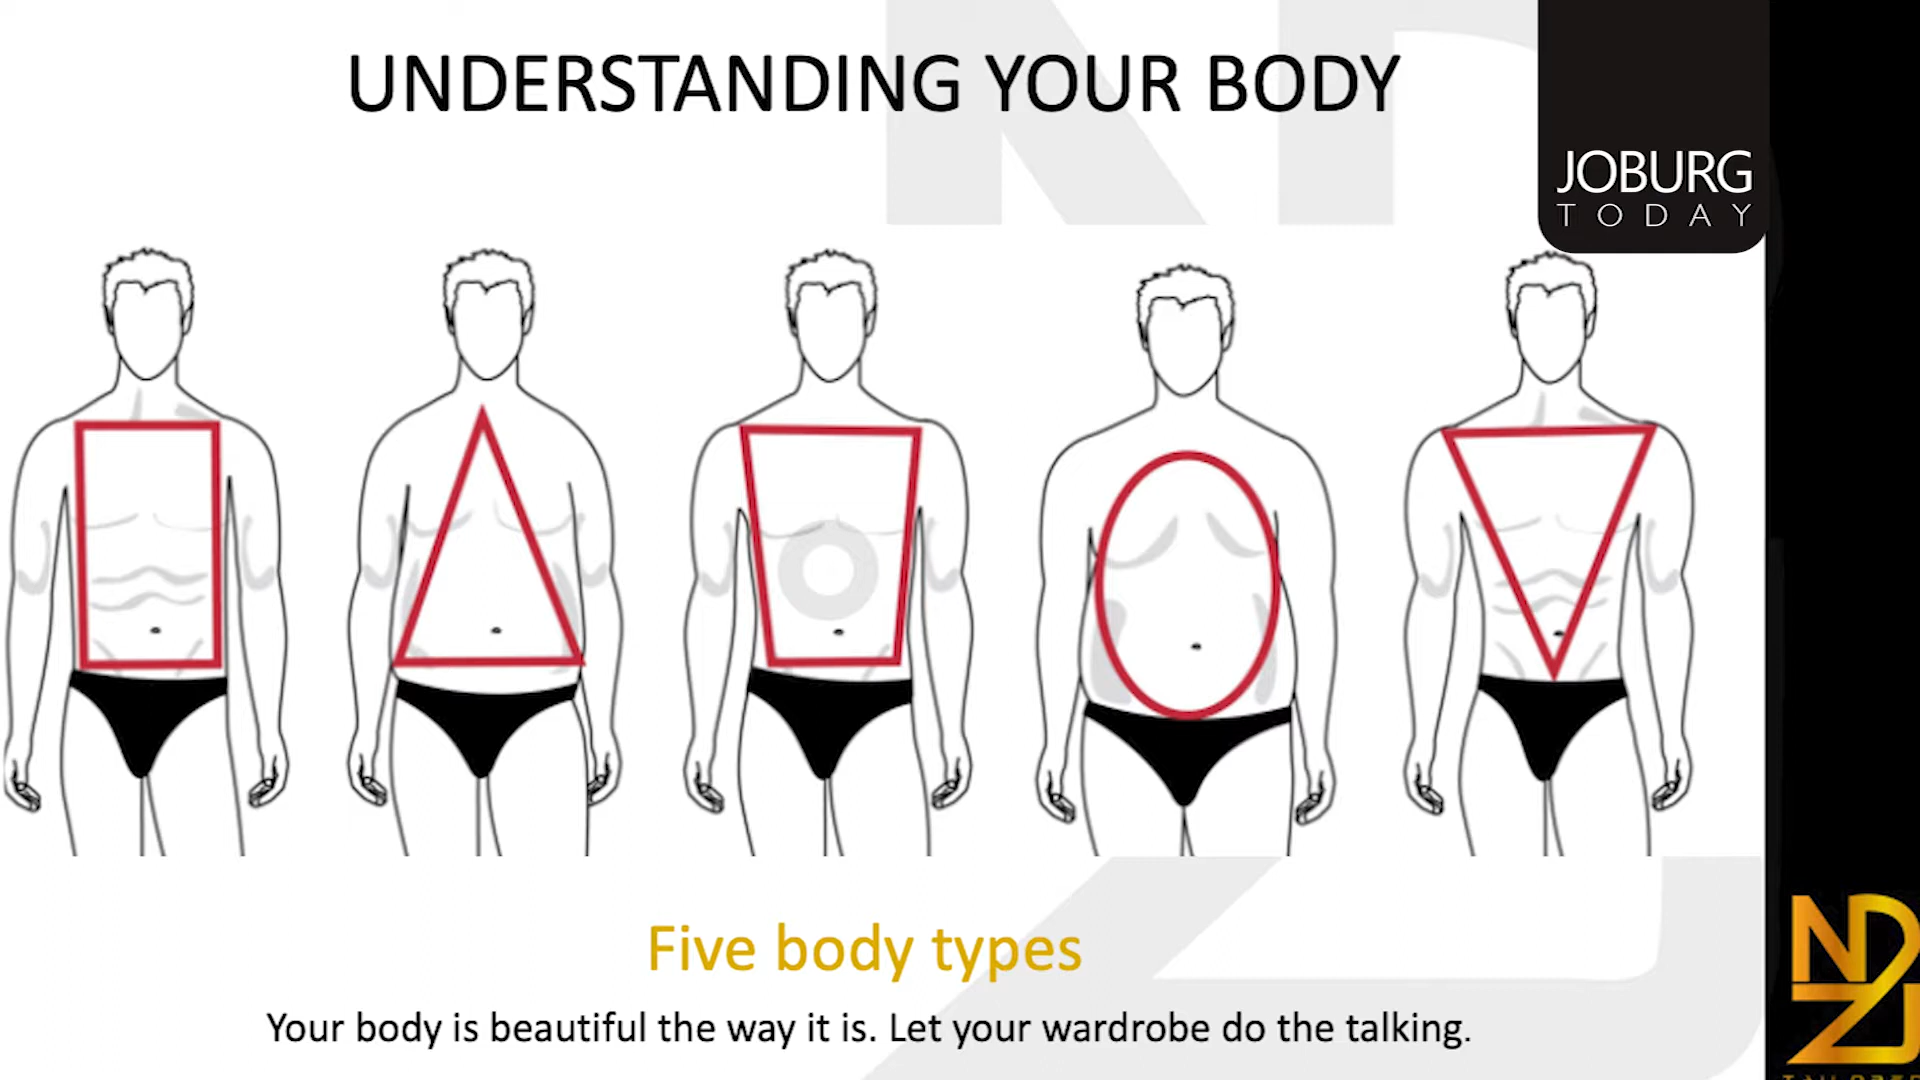 UNDERSTANDING YOUR BODY
JOBURG
TODAY
Five body types
Your body is beautiful the way it is. Let your wardrobe do the talking.
NDZJ